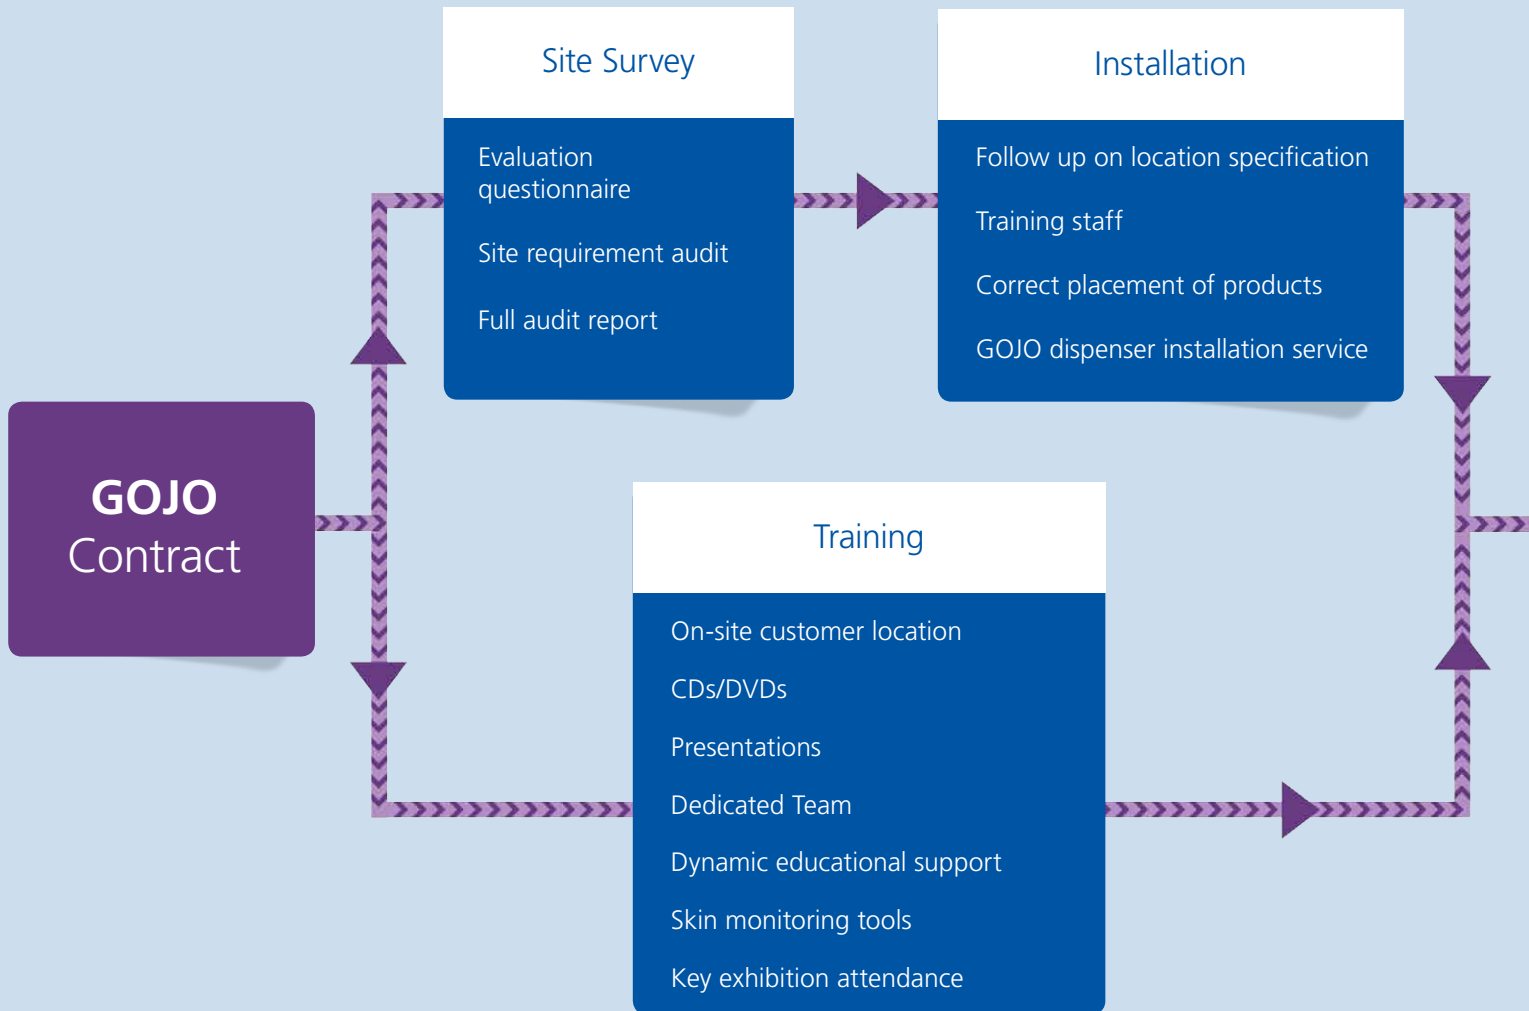 GOJO
Contract
Site Survey
Evaluation
questionnaire
Site requirement audit
Full audit report
Installation
Follow up on location specification
Training staff
Correct placement of products
GOJO dispenser installation service
Training
On-site customer location
CDs/DVDs
Presentations
Dedicated Team
Dynamic educational support
Skin monitoring tools
Key exhibition attendance